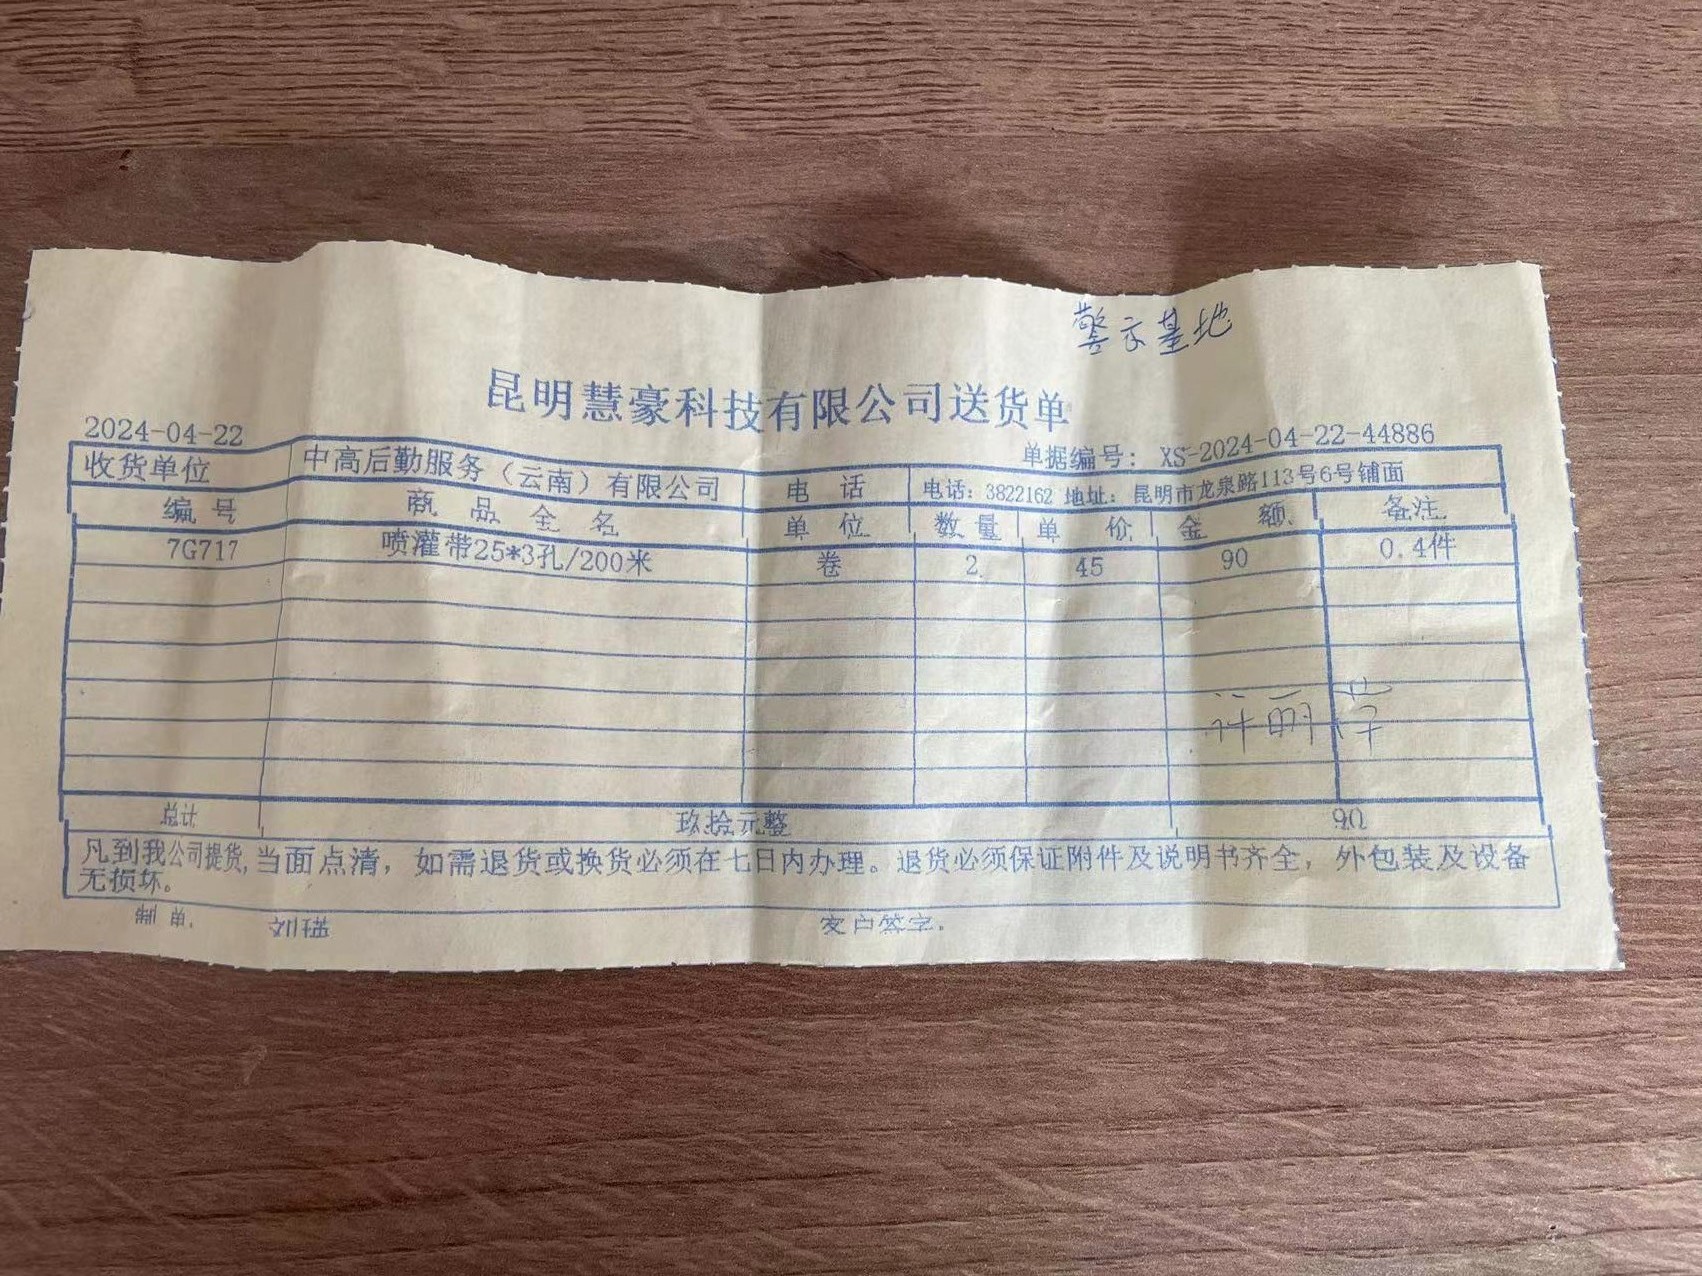 警示基地
昆明慧豪科技有限公司送货单
2024-04-22 单据编号: XS-2024-04-22-44886
收货单位 中高后勤服务（云南）有限公司 电 话 电话: 3822162 地址: 昆明市龙泉路113号6号铺面
编 号 商 品 全 名 单 位 数 量 单 价 金 额 备注
7G717 喷灌带25*3孔/200米 卷 2 45 90 0.4件
总计 玖拾元整 90
凡到我公司提货,当面点清，如需退货或换货必须在七日内办理。退货必须保证附件及说明书齐全，外包装及设备
无损坏。
制 单. 客户签字.